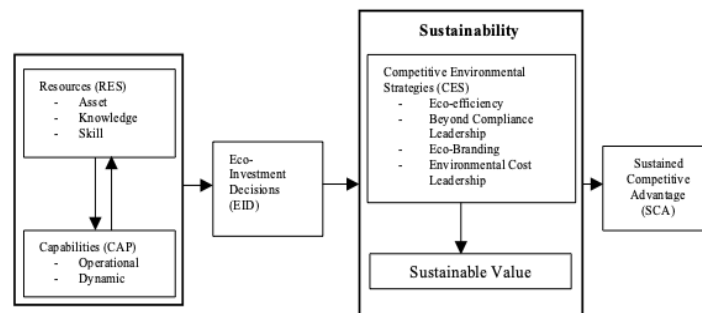 Resources (RES)
- Asset
- Knowledge
- Skill
Capabilities (CAP)
- Operational
- Dynamic
Eco-
Investment
Decisions
(EID)
Sustainability
Competitive Environmental
Strategies (CES)
- Eco-efficiency
- Beyond Compliance
Leadership
- Eco-Branding
- Environmental Cost
Leadership
Sustainable Value
Sustained
Competitive
Advantage
(SCA)